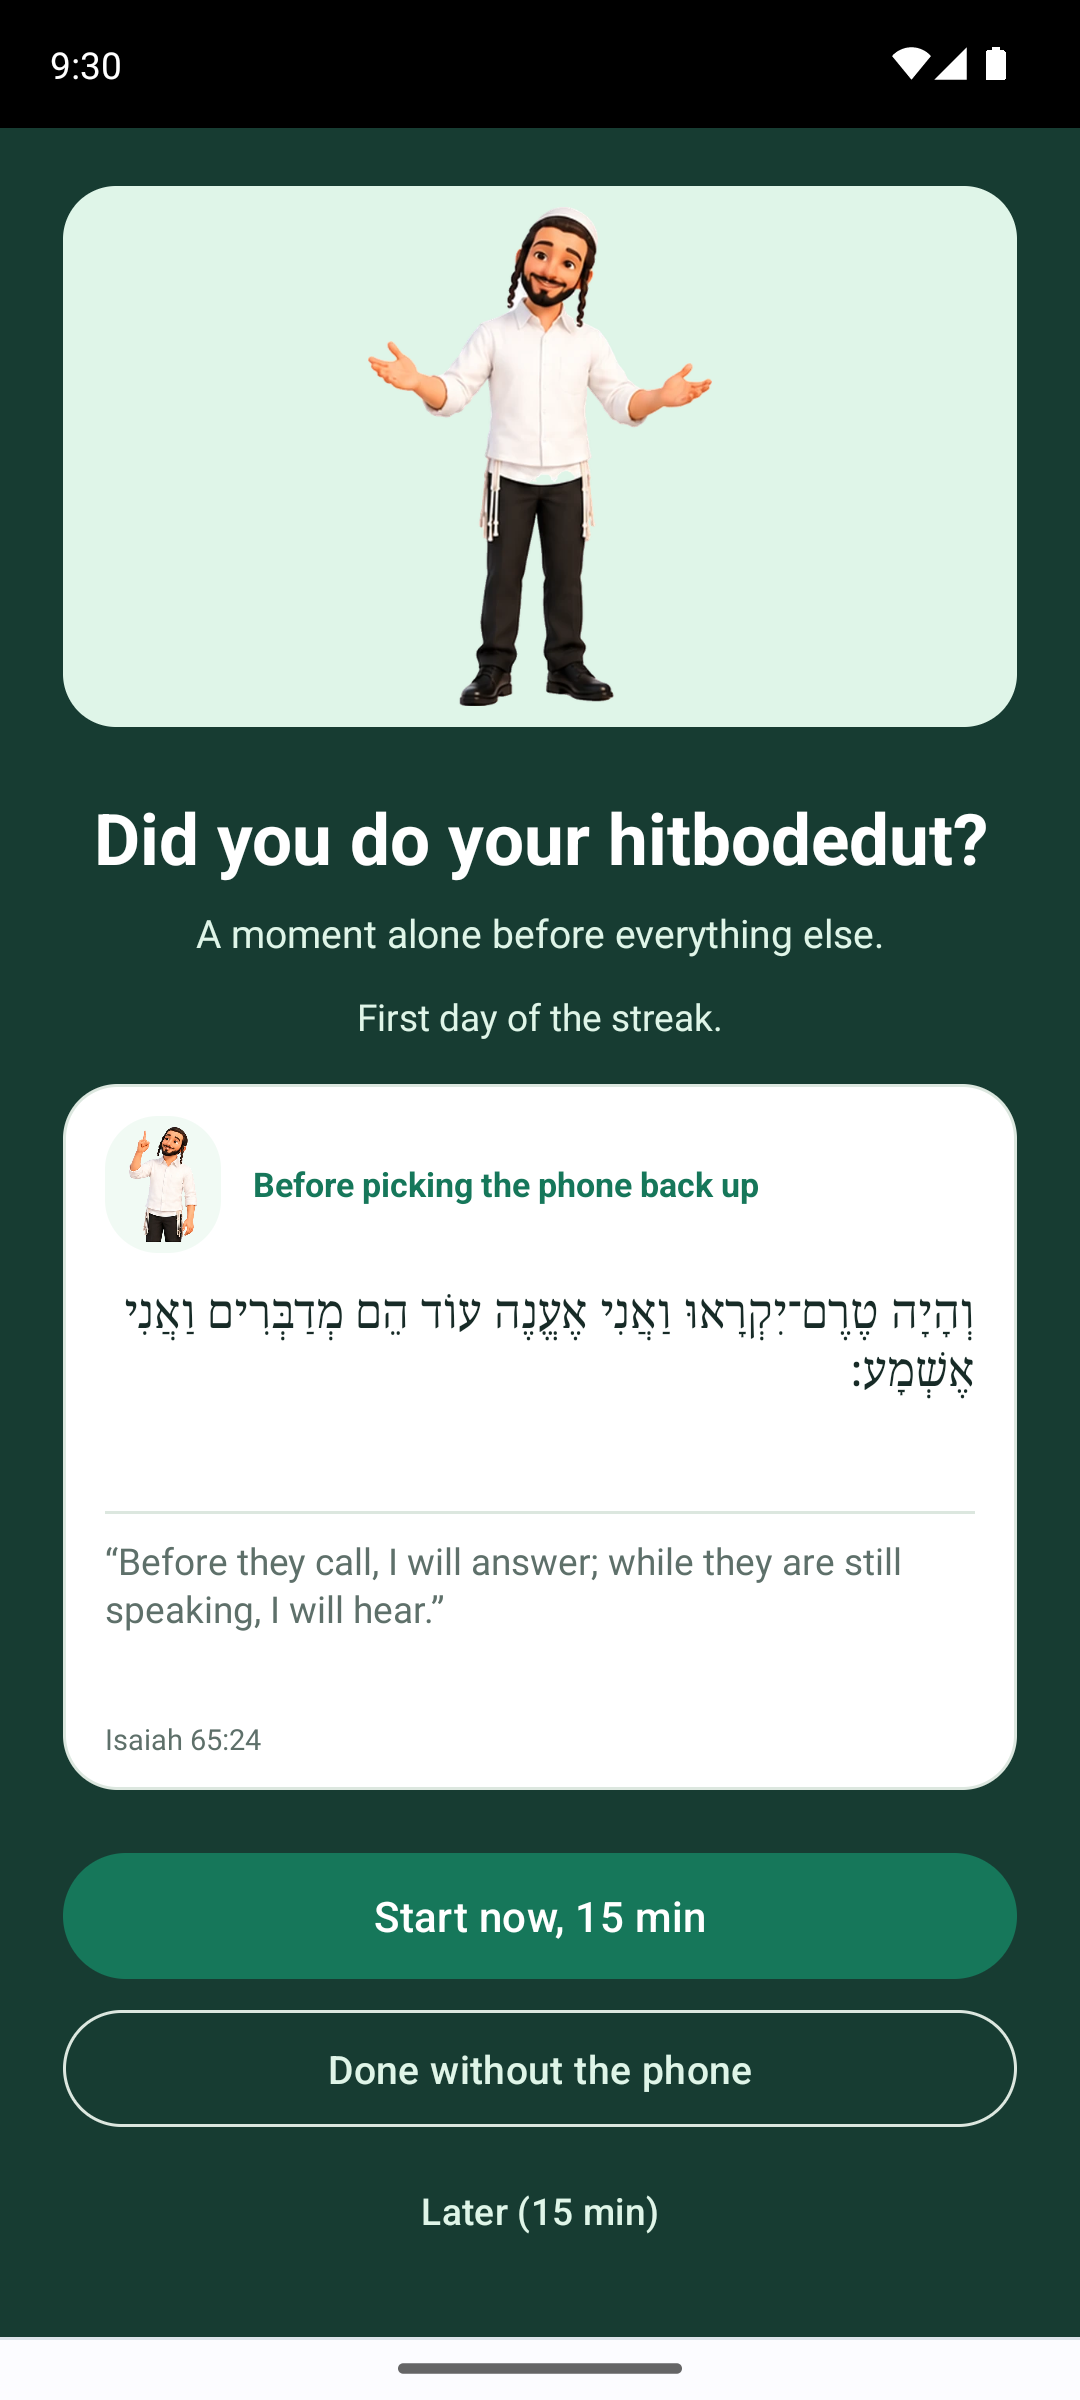 9:30
Did you do your hitbodedut?
A moment alone before everything else.
First day of the streak.
Before picking the phone back up
וְהָיָה טֶרֶם־יִקְרָאוּ וַאֲנִי אֶעֱנֶה עוֹד הֵם מְדַבְּרִים וַאֲנִי
אֶשְׁמָע׃
“Before they call, I will answer; while they are still
speaking, I will hear.”
Isaiah 65:24
Start now, 15 min
Done without the phone
Later (15 min)